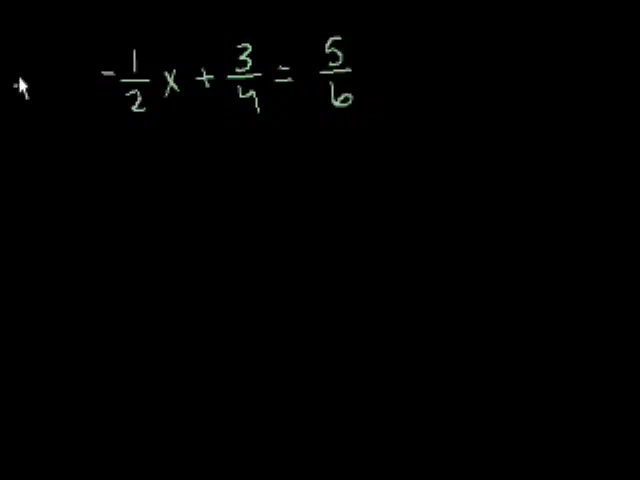 -1/2 x + 3/4 = 5/6